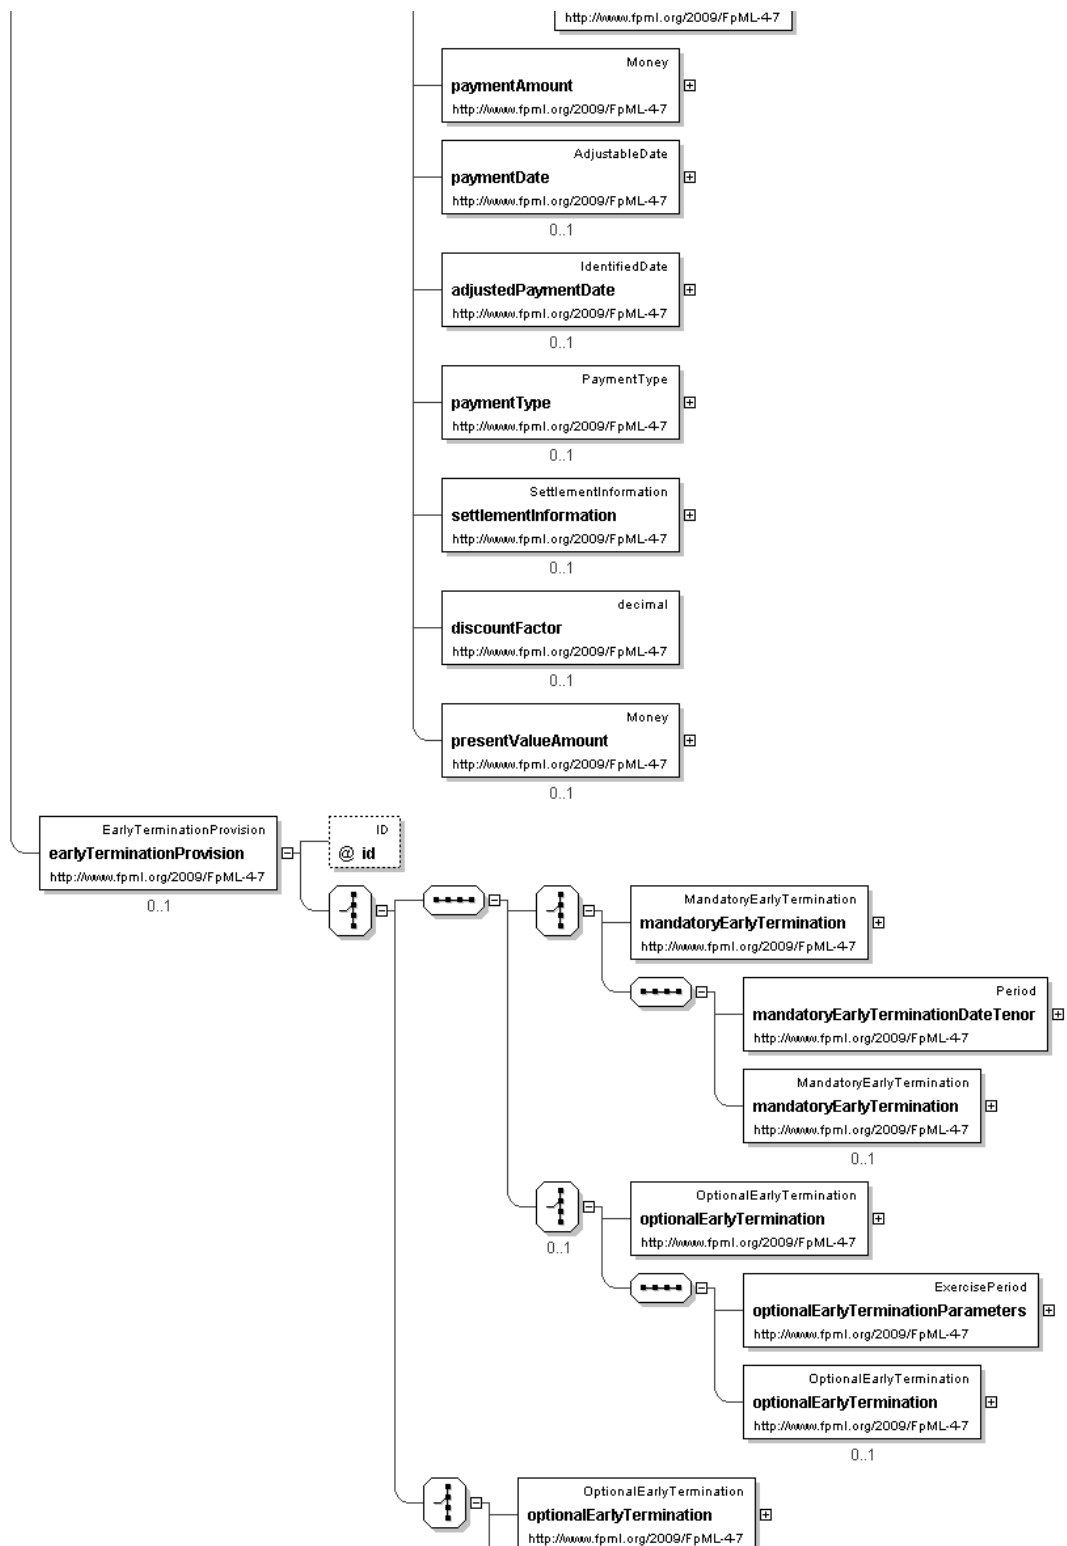 http://www.fpml.org/2009/FpML-4-7
Money
paymentAmount
http://www.fpml.org/2009/FpML-4-7
AdjustableDate
paymentDate
http://www.fpml.org/2009/FpML-4-7
0..1
IdentifiedDate
adjustedPaymentDate
http://www.fpml.org/2009/FpML-4-7
0..1
PaymentType
paymentType
http://www.fpml.org/2009/FpML-4-7
0..1
SettlementInformation
settlementInformation
http://www.fpml.org/2009/FpML-4-7
0..1
decimal
discountFactor
http://www.fpml.org/2009/FpML-4-7
0..1
Money
presentValueAmount
http://www.fpml.org/2009/FpML-4-7
0..1
EarlyTerminationProvision
earlyTerminationProvision
http://www.fpml.org/2009/FpML-4-7
0..1
ID
@ id
MandatoryEarlyTermination
mandatoryEarlyTermination
http://www.fpml.org/2009/FpML-4-7
Period
mandatoryEarlyTerminationDateTenor
http://www.fpml.org/2009/FpML-4-7
MandatoryEarlyTermination
mandatoryEarlyTermination
http://www.fpml.org/2009/FpML-4-7
0..1
0..1
OptionalEarlyTermination
optionalEarlyTermination
http://www.fpml.org/2009/FpML-4-7
ExercisePeriod
optionalEarlyTerminationParameters
http://www.fpml.org/2009/FpML-4-7
OptionalEarlyTermination
optionalEarlyTermination
http://www.fpml.org/2009/FpML-4-7
0..1
OptionalEarlyTermination
optionalEarlyTermination
http://www.fpml.org/2009/FpML-4-7